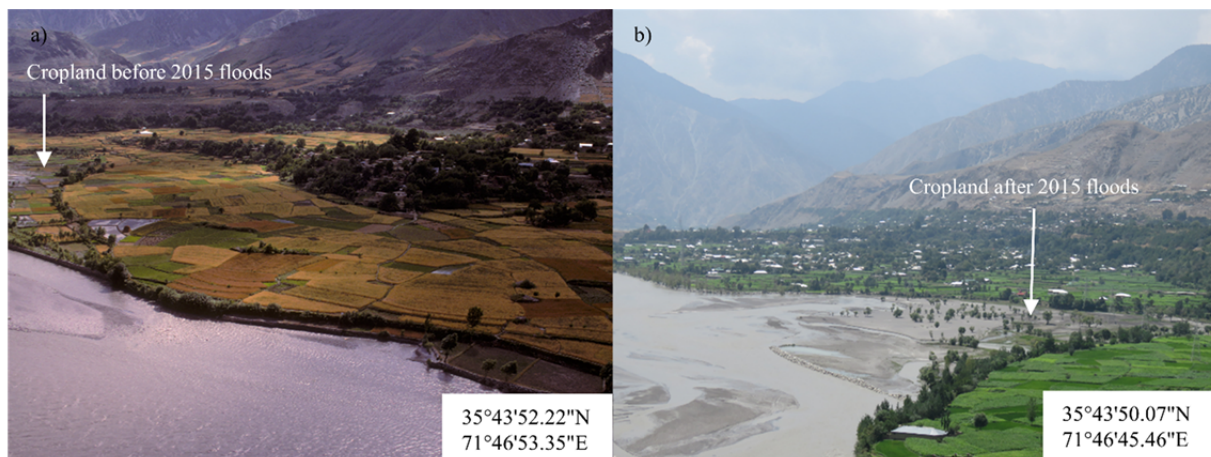 a)
Cropland before 2015 floods
35°43'52.22"N
71°46'53.35"E
b)
Cropland after 2015 floods
35°43'50.07"N
71°46'45.46"E